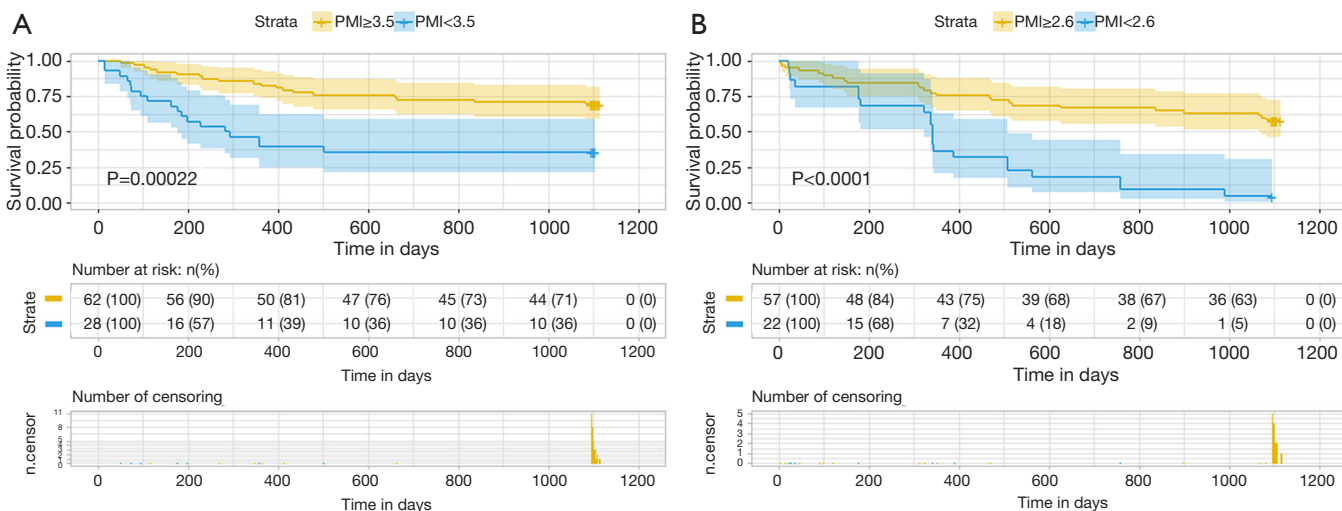 A
Strata PMI≥3.5 PMI<3.5
Survival probability
1.00
0.75
0.50
0.25
0.00
P=0.00022
0 200 400 600 800 1000 1200
Time in days
Number at risk: n(%)
Strate
62 (100) 56 (90) 50 (81) 47 (76) 45 (73) 44 (71) 0 (0)
28 (100) 16 (57) 11 (39) 10 (36) 10 (36) 10 (36) 0 (0)
0 200 400 600 800 1000 1200
Time in days
Number of censoring_
n.censor
11
8
5
1
0
0 200 400 600 800 1000 1200
Time in days
B
Strata PMI≥2.6 PMI<2.6
Survival probability
1.00
0.75
0.50
0.25
0.00
P<0.0001
0 200 400 600 800 1000 1200
Time in days
Number at risk: n(%)
Strate
57 (100) 48 (84) 43 (75) 39 (68) 38 (67) 36 (63) 0 (0)
22 (100) 15 (68) 7 (32) 4 (18) 2 (9) 1 (5) 0 (0)
0 200 400 600 800 1000 1200
Time in days
Number of censoring_
n.censor
5
4
3
2
1
0
0 200 400 600 800 1000 1200
Time in days